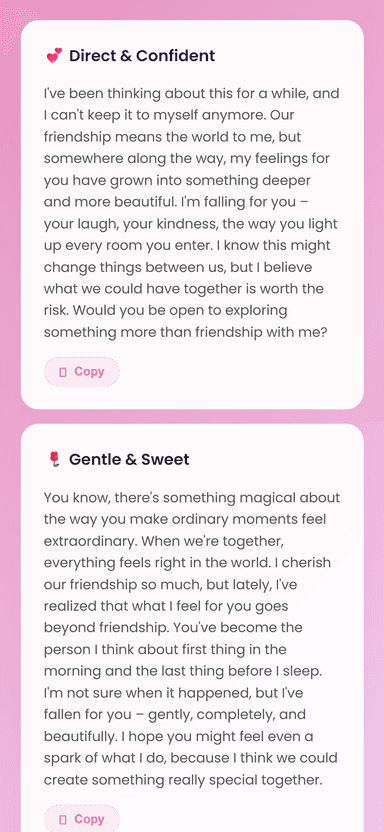 💕 Direct & Confident
I've been thinking about this for a while, and
I can't keep it to myself anymore. Our
friendship means the world to me, but
somewhere along the way, my feelings for
you have grown into something deeper
and more beautiful. I'm falling for you –
your laugh, your kindness, the way you light
up every room you enter. I know this might
change things between us, but I believe
what we could have together is worth the
risk. Would you be open to exploring
something more than friendship with me?
Copy
🌷 Gentle & Sweet
You know, there's something magical about
the way you make ordinary moments feel
extraordinary. When we're together,
everything feels right in the world. I cherish
our friendship so much, but lately, I've
realized that what I feel for you goes
beyond friendship. You've become the
person I think about first thing in the
morning and the last thing before I sleep.
I'm not sure when it happened, but I've
fallen for you – gently, completely, and
beautifully. I hope you might feel even a
spark of what I do, because I think we could
create something really special together.
Copy